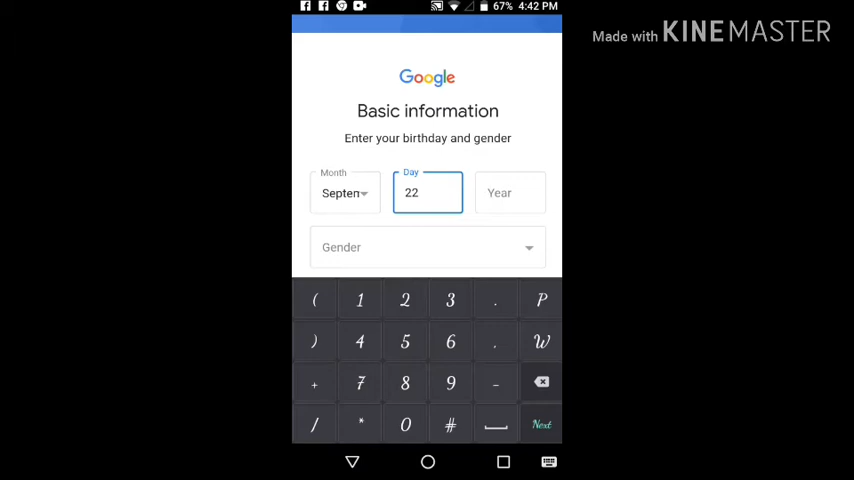 67% 4:42 PM
Made with KINEMASTER
Google
Basic information
Enter your birthday and gender
Month Day
Septem 22 Year
Gender
( 1 2 3 . P
) 4 5 6 , W
+ 7 8 9 -
/ * 0 # Next